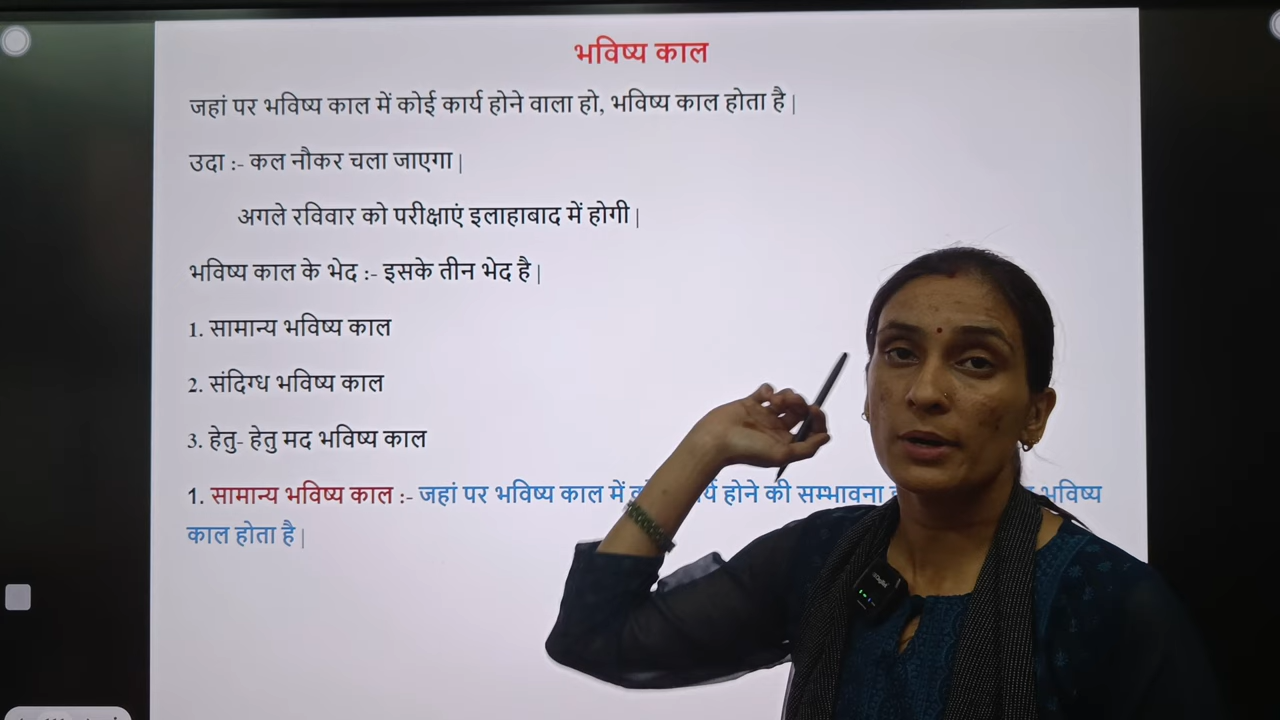 भविष्य काल
जहां पर भविष्य काल में कोई कार्य होने वाला हो, भविष्य काल होता है |
उदा :- कल नौकर चला जाएगा |
अगले रविवार को परीक्षाएं इलाहाबाद में होगी |
भविष्य काल के भेद :- इसके तीन भेद है |
1. सामान्य भविष्य काल
2. संदिग्ध भविष्य काल
3. हेतु- हेतु मद भविष्य काल
1. सामान्य भविष्य काल :- जहां पर भविष्य काल में होने की सम्भावना भविष्य
काल होता है |